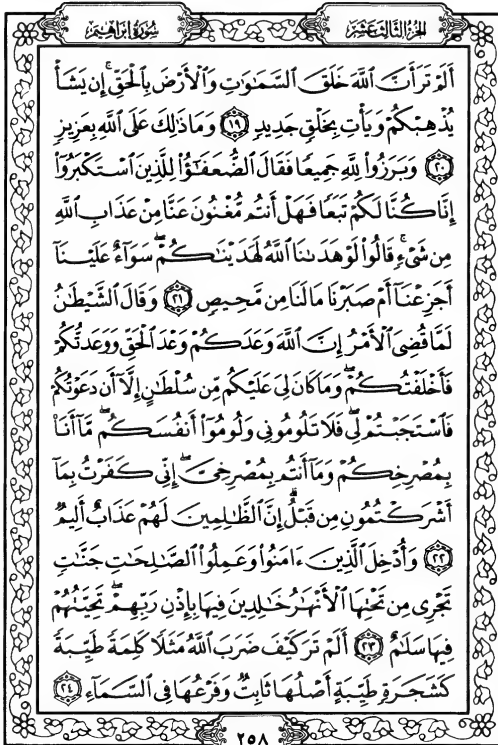 الجزء الثالث عشر
سورة إبراهيم
أَلَمْ تَرَ أَنَّ ٱللَّهَ خَلَقَ ٱلسَّمَٰوَٰتِ وَٱلْأَرْضَ بِٱلْحَقِّ ۚ إِن يَشَأْ
يُذْهِبْكُمْ وَيَأْتِ بِخَلْقٍ جَدِيدٍ ١٩ وَمَا ذَٰلِكَ عَلَى ٱللَّهِ بِعَزِيزٍ
٢٠ وَبَرَزُوا۟ لِلَّهِ جَمِيعًا فَقَالَ ٱلضُّعَفَٰٓؤُا۟ لِلَّذِينَ ٱسْتَكْبَرُوٓا۟
إِنَّا كُنَّا لَكُمْ تَبَعًا فَهَلْ أَنتُم مُّغْنُونَ عَنَّا مِنْ عَذَابِ ٱللَّهِ
مِن شَىْءٍ ۚ قَالُوا۟ لَوْ هَدَىٰنَا ٱللَّهُ لَهَدَيْنَٰكُمْ ۖ سَوَآءٌ عَلَيْنَآ
أَجَزِعْنَآ أَمْ صَبَرْنَا مَا لَنَا مِن مَّحِيصٍ ٢١ وَقَالَ ٱلشَّيْطَٰنُ
لَمَّا قُضِىَ ٱلْأَمْرُ إِنَّ ٱللَّهَ وَعَدَكُمْ وَعْدَ ٱلْحَقِّ وَوَعَدتُّكُمْ
فَأَخْلَفْتُكُمْ ۖ وَمَا كَانَ لِىَ عَلَيْكُم مِّن سُلْطَٰنٍ إِلَّآ أَن دَعَوْتُكُمْ
فَٱسْتَجَبْتُمْ لِى ۖ فَلَا تَلُومُونِى وَلُومُوٓا۟ أَنفُسَكُم ۖ مَّآ أَنَا۠
بِمُصْرِخِكُمْ وَمَآ أَنتُم بِمُصْرِخِىَّ ۖ إِنِّى كَفَرْتُ بِمَآ
أَشْرَكْتُمُونِ مِن قَبْلُ ۗ إِنَّ ٱلظَّٰلِمِينَ لَهُمْ عَذَابٌ أَلِيمٌ
٢٢ وَأُدْخِلَ ٱلَّذِينَ ءَامَنُوا۟ وَعَمِلُوا۟ ٱلصَّٰلِحَٰتِ جَنَّٰتٍ
تَجْرِى مِن تَحْتِهَا ٱلْأَنْهَٰرُ خَٰلِدِينَ فِيهَا بِإِذْنِ رَبِّهِمْ ۖ تَحِيَّتُهُمْ
فِيهَا سَلَٰمٌ ٢٣ أَلَمْ تَرَ كَيْفَ ضَرَبَ ٱللَّهُ مَثَلًا كَلِمَةً طَيِّبَةً
كَشَجَرَةٍ طَيِّبَةٍ أَصْلُهَا ثَابِتٌ وَفَرْعُهَا فِى ٱلسَّمَآءِ ٢٤
٢٥٨